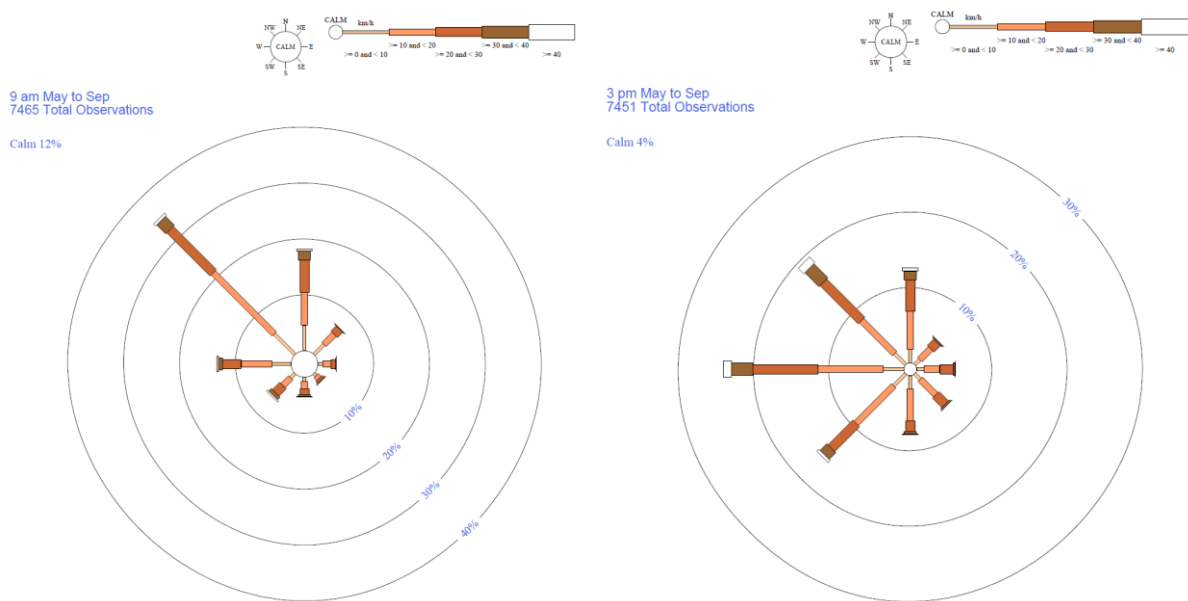 N
NW NE
W CALM E
SW SE
S
CALM
km/h
>= 10 and < 20 >= 30 and < 40
>= 0 and < 10 >= 20 and < 30 >= 40
9 am May to Sep
7465 Total Observations
Calm 12%
10%
20%
30%
40%
N
NW NE
W CALM E
SW SE
S
CALM
km/h
>= 10 and < 20 >= 30 and < 40
>= 0 and < 10 >= 20 and < 30 >= 40
3 pm May to Sep
7451 Total Observations
Calm 4%
30%
20%
10%